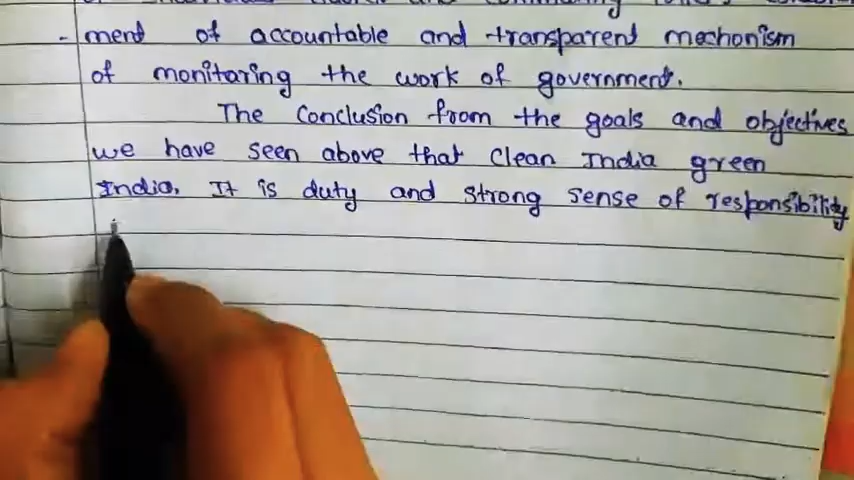 - ment of accountable and transparent mechonism
of monitoring the work of government.
The Conclusion from the goals and objectives
we have seen above that clean India green
India. It is duty and strong sense of responsibility